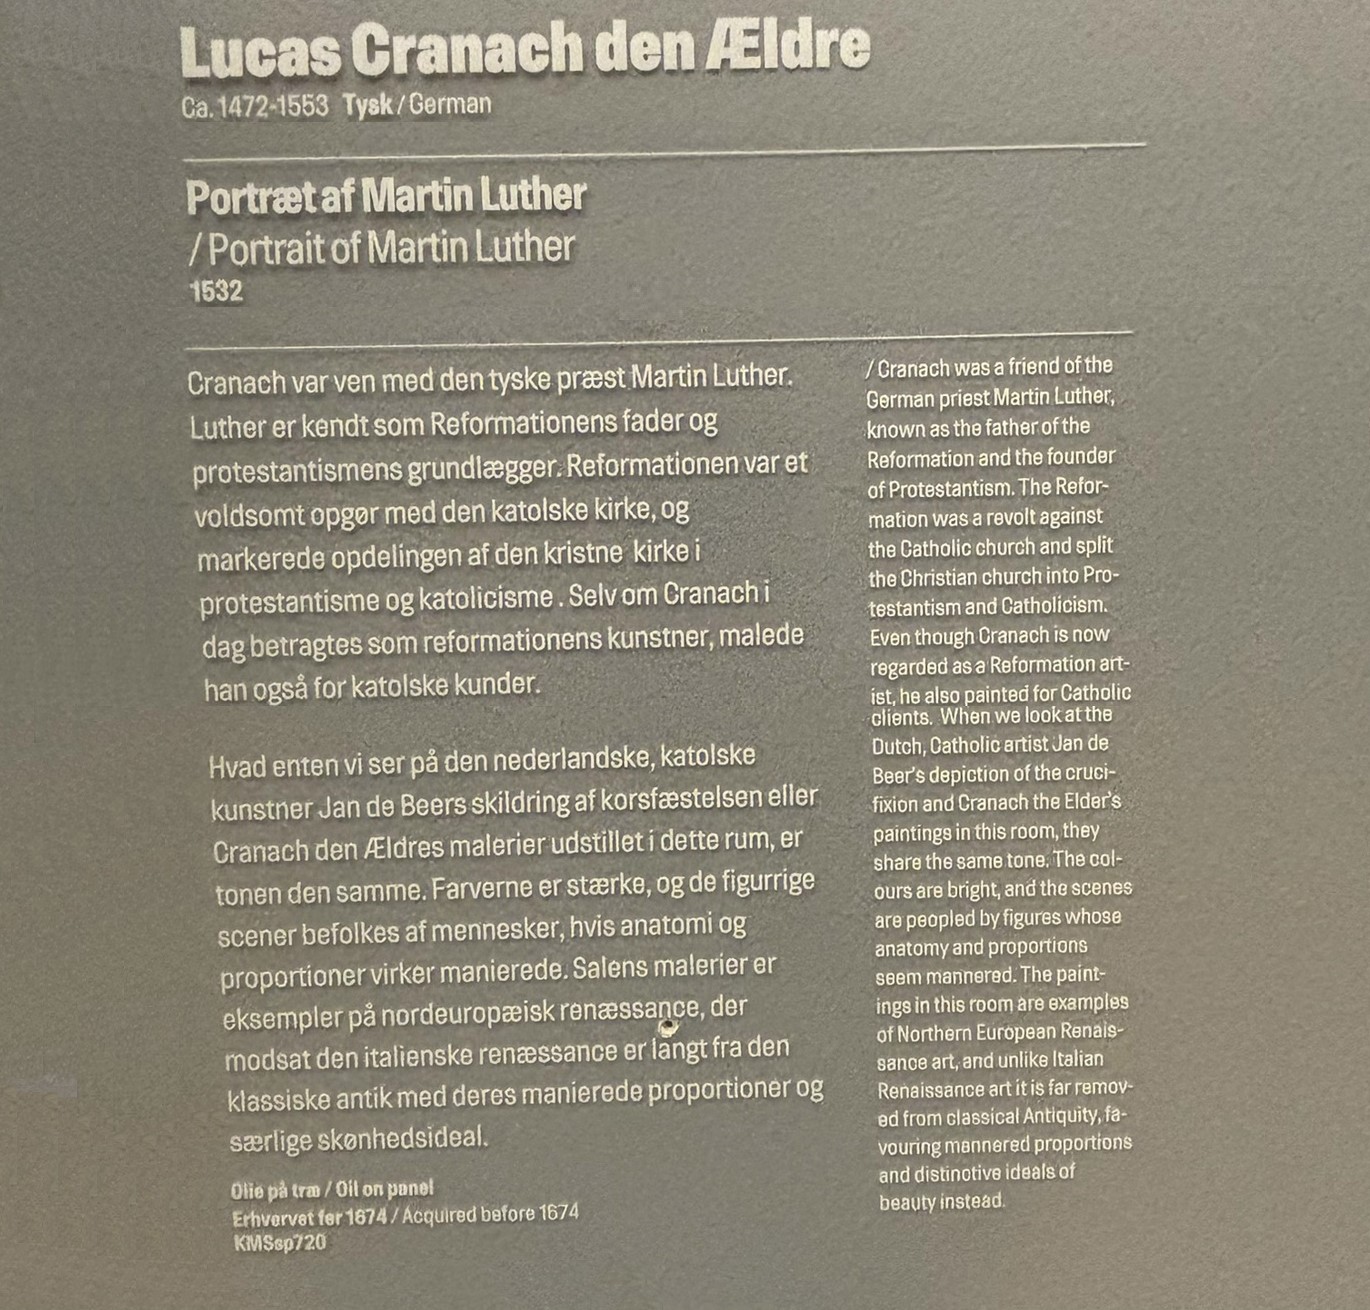 Lucas Cranach den Ældre
Ca. 1472-1553 Tysk / German
Portræt af Martin Luther
/ Portrait of Martin Luther
1532
Cranach var ven med den tyske præst Martin Luther.
Luther er kendt som Reformationens fader og
protestantismens grundlægger. Reformationen var et
voldsomt opgør med den katolske kirke, og
markerede opdelingen af den kristne kirke i
protestantisme og katolicisme. Selv om Cranach i
dag betragtes som reformationens kunstner, malede
han også for katolske kunder.
Hvad enten vi ser på den nederlandske, katolske
kunstner Jan de Beers skildring af korsfæstelsen eller
Cranach den Ældres malerier udstillet i dette rum, er
tonen den samme. Farverne er stærke, og de figurrige
scener befolkes af mennesker, hvis anatomi og
proportioner virker manierede. Salens malerier er
eksempler på nordeuropæisk renæssance, der
modsat den italienske renæssance er langt fra den
klassiske antik med deres manierede proportioner og
særlige skønhedsideal.
Olie på træ / Oil on panel
Erhvervet før 1674 / Acquired before 1674
KMSsp720
/ Cranach was a friend of the
German priest Martin Luther,
known as the father of the
Reformation and the founder
of Protestantism. The Refor-
mation was a revolt against
the Catholic church and split
the Christian church into Pro-
testantism and Catholicism.
Even though Cranach is now
regarded as a Reformation art-
ist, he also painted for Catholic
clients. When we look at the
Dutch, Catholic artist Jan de
Beer's depiction of the cruci-
fixion and Cranach the Elder's
paintings in this room, they
share the same tone. The col-
ours are bright, and the scenes
are peopled by figures whose
anatomy and proportions
seem mannered. The paint-
ings in this room are examples
of Northern European Renais-
sance art, and unlike Italian
Renaissance art it is far remov-
ed from classical Antiquity, fa-
vouring mannered proportions
and distinctive ideals of
beauty instead.